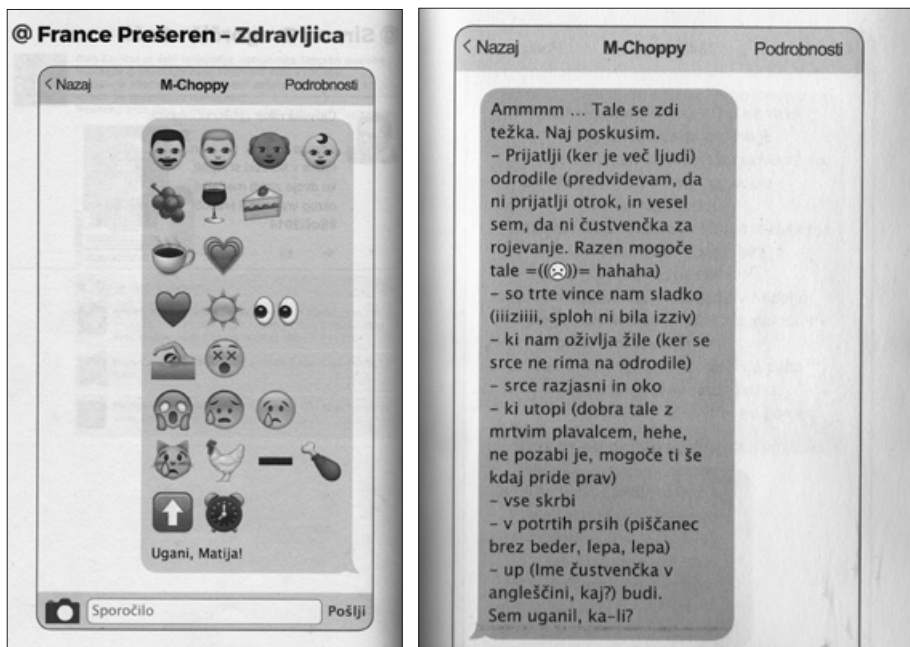 @ France Prešeren – Zdravljica
< Nazaj M-Choppy Podrobnosti
Ugani, Matija!
Sporočilo Pošlji
< Nazaj M-Choppy Podrobnosti
Ammmm ... Tale se zdi
težka. Naj poskusim.
– Prijatlji (ker je več ljudi)
odrodile (predvidevam, da
ni prijatlji otrok, in vesel
sem, da ni čustvenčka za
rojevanje. Razen mogoče
tale =((☹))= hahaha)
– so trte vince nam sladko
(iiiziiii, sploh ni bila izziv)
– ki nam oživlja žile (ker se
srce ne rima na odrodile)
– srce razjasni in oko
– ki utopi (dobra tale z
mrtvim plavalcem, hehe,
ne pozabi je, mogoče ti še
kdaj pride prav)
– vse skrbi
– v potrtih prsih (piščanec
brez beder, lepa, lepa)
– up (Ime čustvenčka v
angleščini, kaj?) budi.
Sem uganil, ka-li?